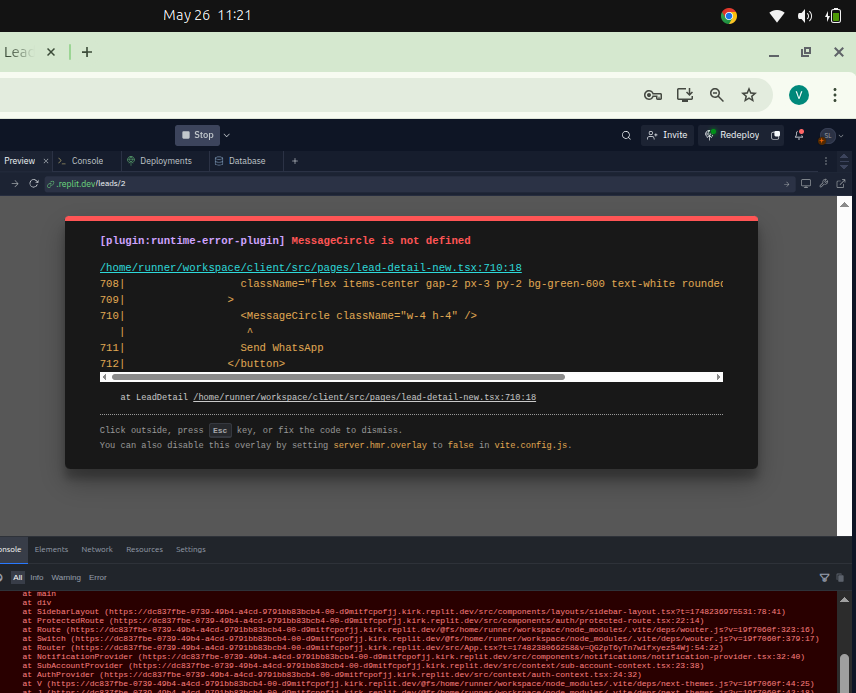 May 26 11:21
Lead
V
Stop
Invite
Redeploy
SL
Preview
Console
Deployments
Database
.replit.dev/leads/2
[plugin:runtime-error-plugin] MessageCircle is not defined
/home/runner/workspace/client/src/pages/lead-detail-new.tsx:710:18
708| className="flex items-center gap-2 px-3 py-2 bg-green-600 text-white rounded
709| >
710| <MessageCircle className="w-4 h-4" />
| ^
711| Send WhatsApp
712| </button>
at LeadDetail /home/runner/workspace/client/src/pages/lead-detail-new.tsx:710:18
Click outside, press Esc key, or fix the code to dismiss.
You can also disable this overlay by setting server.hmr.overlay to false in vite.config.js.
onsole Elements Network Resources Settings
All Info Warning Error
at main
at div
at SidebarLayout (https://dc837fbe-0739-49b4-a4cd-9791bb83bcb4-00-d9mitfcpofjj.kirk.replit.dev/src/components/layouts/sidebar-layout.tsx?t=1748236975531:78:41)
at ProtectedRoute (https://dc837fbe-0739-49b4-a4cd-9791bb83bcb4-00-d9mitfcpofjj.kirk.replit.dev/src/components/auth/protected-route.tsx:22:14)
at Route (https://dc837fbe-0739-49b4-a4cd-9791bb83bcb4-00-d9mitfcpofjj.kirk.replit.dev/@fs/home/runner/workspace/node_modules/.vite/deps/wouter.js?v=19f7060f:323:16)
at Switch (https://dc837fbe-0739-49b4-a4cd-9791bb83bcb4-00-d9mitfcpofjj.kirk.replit.dev/@fs/home/runner/workspace/node_modules/.vite/deps/wouter.js?v=19f7060f:379:17)
at Router (https://dc837fbe-0739-49b4-a4cd-9791bb83bcb4-00-d9mitfcpofjj.kirk.replit.dev/src/App.tsx?t=1748238066258&v=QG2pT6yTn7wifxyezS4Wj:54:22)
at NotificationProvider (https://dc837fbe-0739-49b4-a4cd-9791bb83bcb4-00-d9mitfcpofjj.kirk.replit.dev/src/components/notifications/notification-provider.tsx:32:40)
at SubAccountProvider (https://dc837fbe-0739-49b4-a4cd-9791bb83bcb4-00-d9mitfcpofjj.kirk.replit.dev/src/context/sub-account-context.tsx:23:38)
at AuthProvider (https://dc837fbe-0739-49b4-a4cd-9791bb83bcb4-00-d9mitfcpofjj.kirk.replit.dev/src/context/auth-context.tsx:24:32)
at V (https://dc837fbe-0739-49b4-a4cd-9791bb83bcb4-00-d9mitfcpofjj.kirk.replit.dev/@fs/home/runner/workspace/node_modules/.vite/deps/next-themes.js?v=19f7060f:44:25)